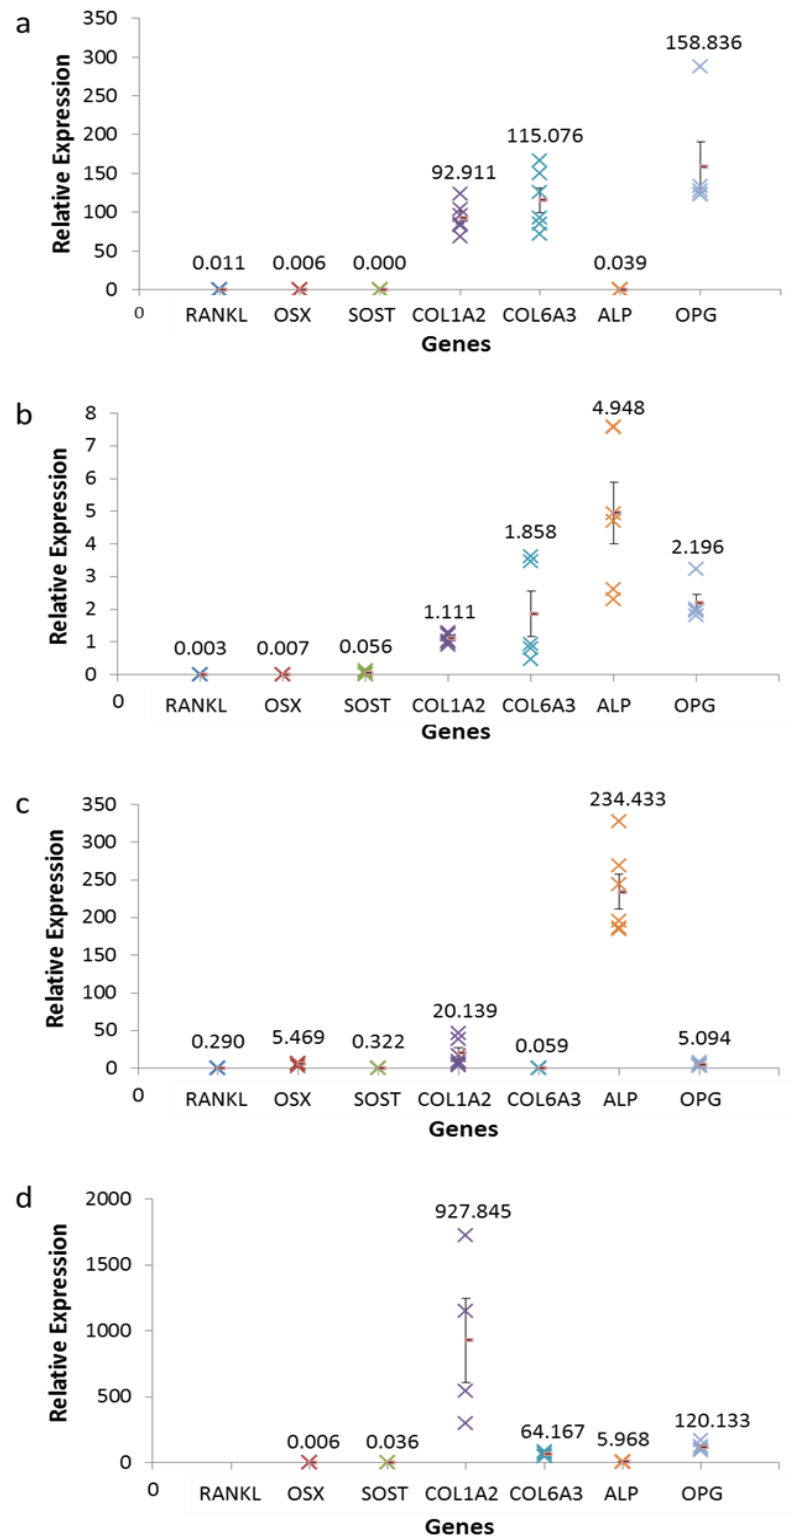 a
350
158.836
300
250
200
115.076
150
92.911
100
50
0.011 0.006 0.000 0.039
0
0 RANKL OSX SOST COL1A2 COL6A3 ALP OPG
Relative Expression
Genes
b
8
4.948
7
6
5
1.858
4
2.196
3
1.111
2
1
0.003 0.007 0.056
0
0 RANKL OSX SOST COL1A2 COL6A3 ALP OPG
Relative Expression
Genes
c
350
234.433
300
250
200
150
100
20.139
50
0.290 5.469 0.322 0.059 5.094
0
0 RANKL OSX SOST COL1A2 COL6A3 ALP OPG
Relative Expression
Genes
d
2000
927.845
1500
1000
500
0.006 0.036 64.167 5.968 120.133
0
0 RANKL OSX SOST COL1A2 COL6A3 ALP OPG
Relative Expression
Genes